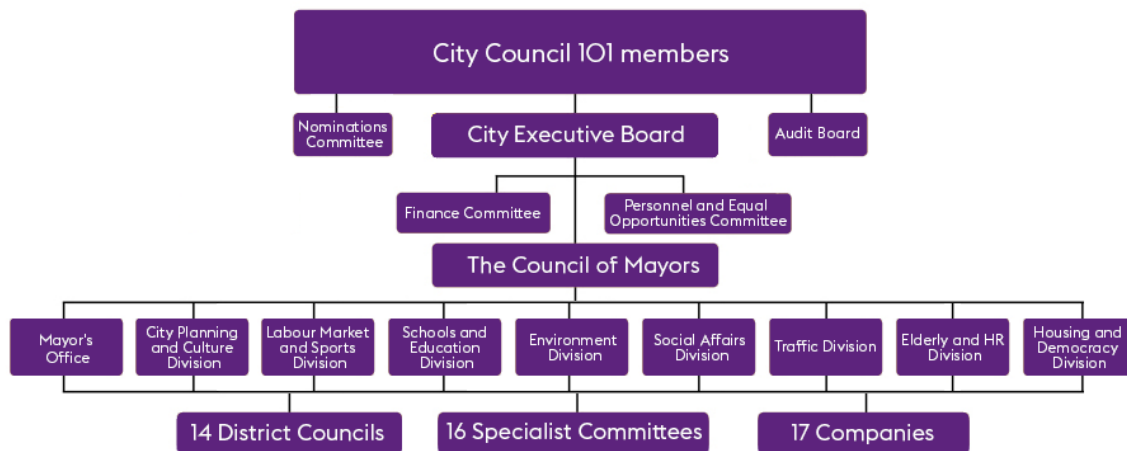 City Council 101 members
Nominations
Committee
City Executive Board
Audit Board
Finance Committee
Personnel and Equal
Opportunities Committee
The Council of Mayors
Mayor's
Office
City Planning
and Culture
Division
Labour Market
and Sports
Division
Schools and
Education
Division
Environment
Division
Social Affairs
Division
Traffic Division
Elderly and HR
Division
Housing and
Democracy
Division
14 District Councils
16 Specialist Committees
17 Companies